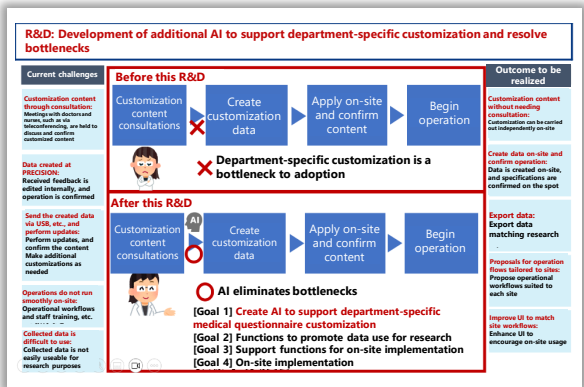 R&D: Development of additional AI to support department-specific customization and resolve
bottlenecks
Current challenges
Customization content
through consultation:
Meetings with doctors and
nurses, such as via
teleconferencing, are held to
discuss and confirm
customized content
Data created at
PRECISION:
Received feedback is
edited internally, and
operation is confirmed
Send the created data
via USB, etc., and
perform updates:
Perform updates, and
confirm the content
Make additional
customizations as
needed
Operations do not run
smoothly on-site:
Operational workflows
and staff training, etc.
Collected data is
difficult to use:
Collected data is not
easily useable for
research purposes
Before this R&D
Customization
content
consultations
Create
customization
data
Apply on-site
and confirm
content
Begin
operation
Department-specific customization is a
bottleneck to adoption
After this R&D
AI
Customization
content
consultations
Create
customization
data
Apply on-site
and confirm
content
Begin
operation
AI eliminates bottlenecks
[Goal 1] Create AI to support department-specific
medical questionnaire customization
[Goal 2] Functions to promote data use for research
[Goal 3] Support functions for on-site implementation
[Goal 4] On-site implementation
Outcome to be
realized
Customization content
without needing
consultation:
Customization can be carried
out independently on-site
Create data on-site and
confirm operation:
Data is created on-site,
and specifications are
confirmed on the spot
Export data:
Export data
matching research
Proposals for operation
flows tailored to sites:
Propose operational
workflows suited to
each site
Improve UI to match
site workflows:
Enhance UI to
encourage on-site usage